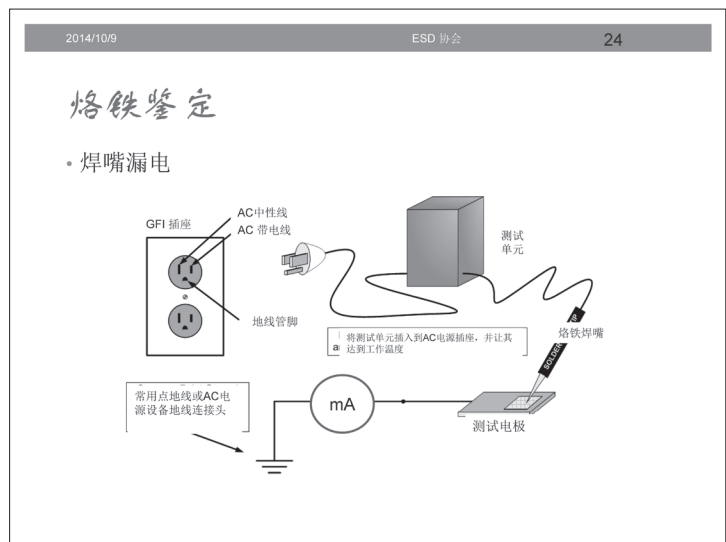 2014/10/9 ESD 协会 24
烙铁鉴定
• 焊嘴漏电
GFI 插座
AC中性线
AC 带电线
地线管脚
测试
单元
将测试单元插入到AC电源插座，并让其
达到工作温度
烙铁焊嘴
SOLDER
常用点地线或AC电
源设备地线连接头
mA
测试电极